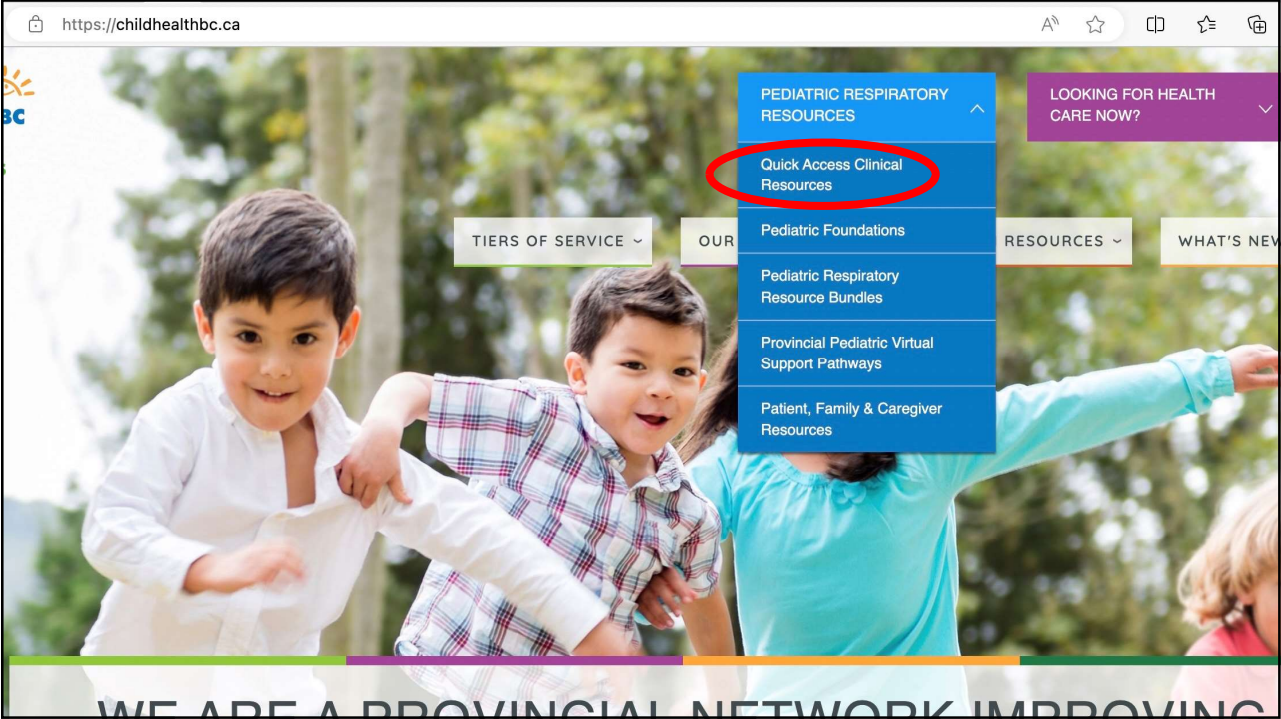 https://childhealthbc.ca
BC
PEDIATRIC RESPIRATORY
RESOURCES
LOOKING FOR HEALTH
CARE NOW?
Quick Access Clinical
Resources
Pediatric Foundations
Pediatric Respiratory
Resource Bundles
Provincial Pediatric Virtual
Support Pathways
Patient, Family & Caregiver
Resources
TIERS OF SERVICE
OUR
RESOURCES
WHAT'S NEW
WE ARE A PROVINCIAL NETWORK IMPROVING